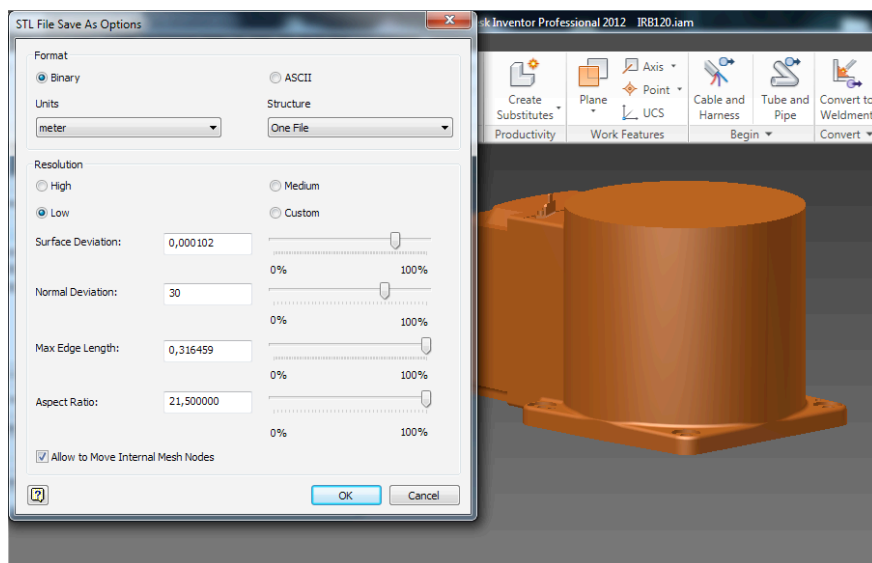 STL File Save As Options
sk Inventor Professional 2012 IRB120.iam
Format
Binary
ASCII
Units
Structure
meter
One File
Resolution
High
Medium
Low
Custom
Surface Deviation:
0,000102
0%
100%
Normal Deviation:
30
0%
100%
Max Edge Length:
0,316459
0%
100%
Aspect Ratio:
21,500000
0%
100%
Allow to Move Internal Mesh Nodes
?
OK
Cancel
Create
Substitutes
Productivity
Plane
Axis
Point
UCS
Work Features
Cable and
Harness
Tube and
Pipe
Begin
Convert to
Weldment
Convert